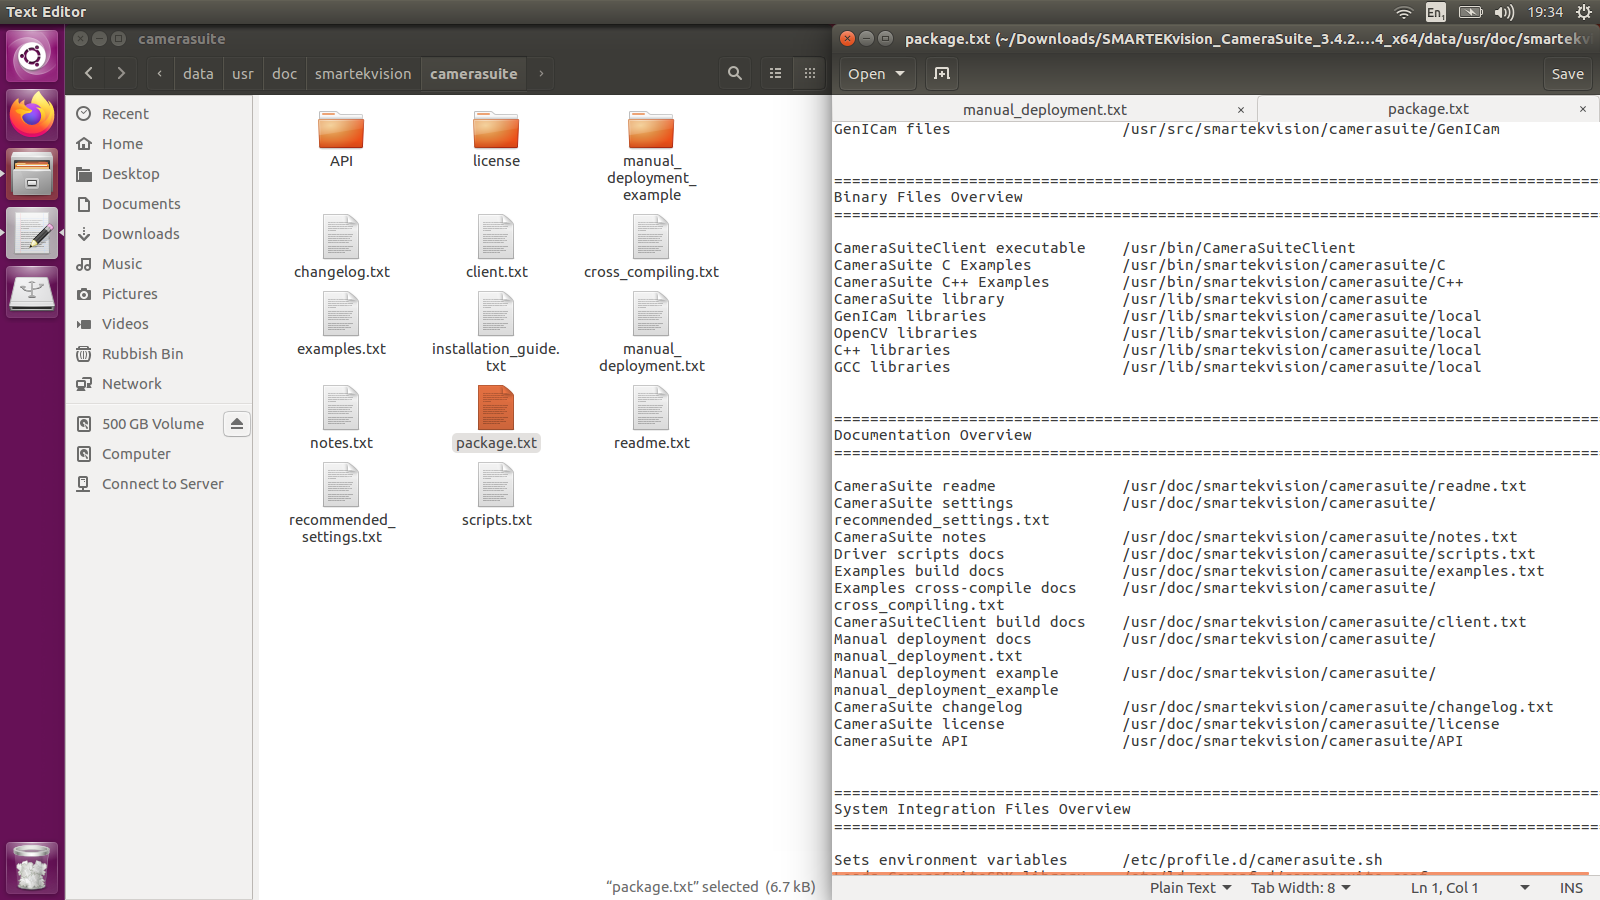 Text Editor
En1
19:34
camerasuite
data
usr
doc
smartekvision
camerasuite
Recent
Home
Desktop
Documents
Downloads
Music
Pictures
Videos
Rubbish Bin
Network
500 GB Volume
Computer
Connect to Server
API
license
manual_
deployment_
example
changelog.txt
client.txt
cross_compiling.txt
examples.txt
installation_guide.
txt
manual_
deployment.txt
notes.txt
package.txt
readme.txt
recommended_
settings.txt
scripts.txt
“package.txt” selected (6.7 kB)
package.txt (~/Downloads/SMARTEKvision_CameraSuite_3.4.2....4_x64/data/usr/doc/smartekv
Open
Save
manual_deployment.txt ×
package.txt ×
GenICam files /usr/src/smartekvision/camerasuite/GenICam
=====================================================================================
Binary Files Overview
=====================================================================================
CameraSuiteClient executable /usr/bin/CameraSuiteClient
CameraSuite C Examples /usr/bin/smartekvision/camerasuite/C
CameraSuite C++ Examples /usr/bin/smartekvision/camerasuite/C++
CameraSuite library /usr/lib/smartekvision/camerasuite
GenICam libraries /usr/lib/smartekvision/camerasuite/local
OpenCV libraries /usr/lib/smartekvision/camerasuite/local
C++ libraries /usr/lib/smartekvision/camerasuite/local
GCC libraries /usr/lib/smartekvision/camerasuite/local
=====================================================================================
Documentation Overview
=====================================================================================
CameraSuite readme /usr/doc/smartekvision/camerasuite/readme.txt
CameraSuite settings /usr/doc/smartekvision/camerasuite/
recommended_settings.txt
CameraSuite notes /usr/doc/smartekvision/camerasuite/notes.txt
Driver scripts docs /usr/doc/smartekvision/camerasuite/scripts.txt
Examples build docs /usr/doc/smartekvision/camerasuite/examples.txt
Examples cross-compile docs /usr/doc/smartekvision/camerasuite/
cross_compiling.txt
CameraSuiteClient build docs /usr/doc/smartekvision/camerasuite/client.txt
Manual deployment docs /usr/doc/smartekvision/camerasuite/
manual_deployment.txt
Manual deployment example /usr/doc/smartekvision/camerasuite/
manual_deployment_example
CameraSuite changelog /usr/doc/smartekvision/camerasuite/changelog.txt
CameraSuite license /usr/doc/smartekvision/camerasuite/license
CameraSuite API /usr/doc/smartekvision/camerasuite/API
=====================================================================================
System Integration Files Overview
=====================================================================================
Sets environment variables /etc/profile.d/camerasuite.sh
Plain Text
Tab Width: 8
Ln 1, Col 1
INS